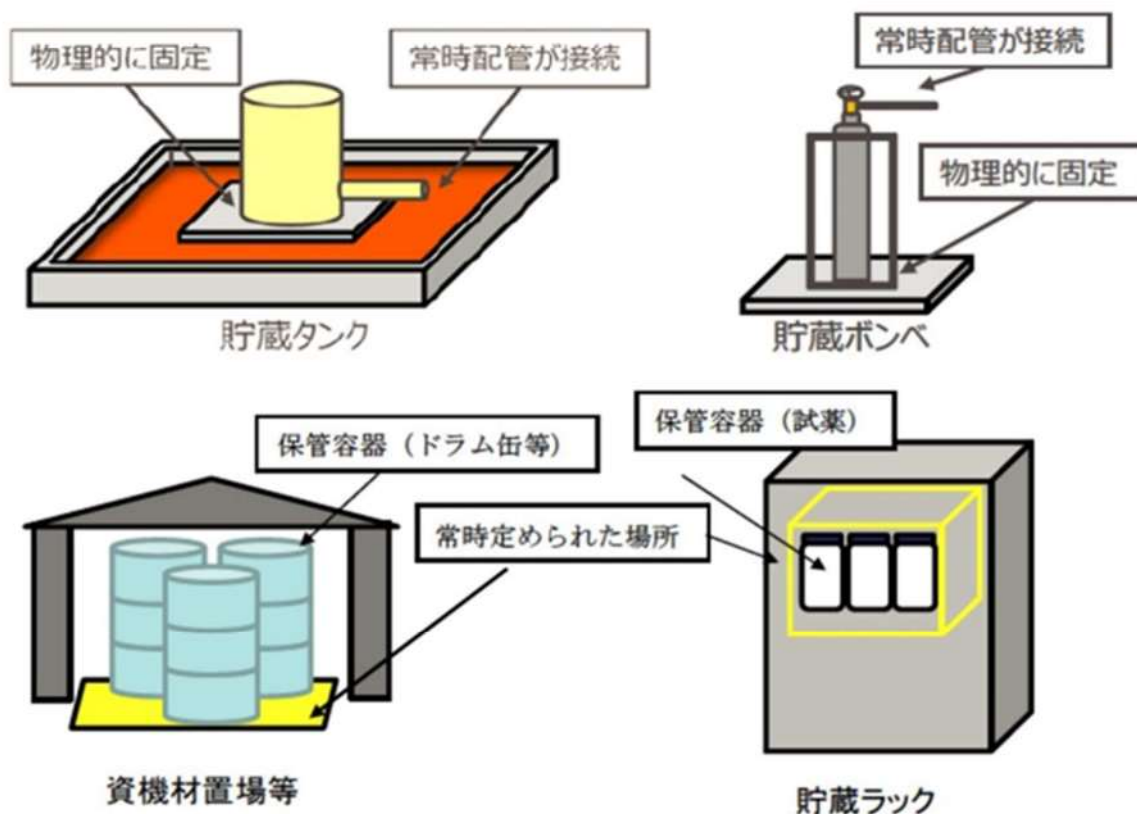 物理的に固定
常時配管が接続
常時配管が接続
物理的に固定
貯蔵タンク
貯蔵ボンベ
保管容器（ドラム缶等）
保管容器（試薬）
常時定められた場所
資機材置場等
貯蔵ラック